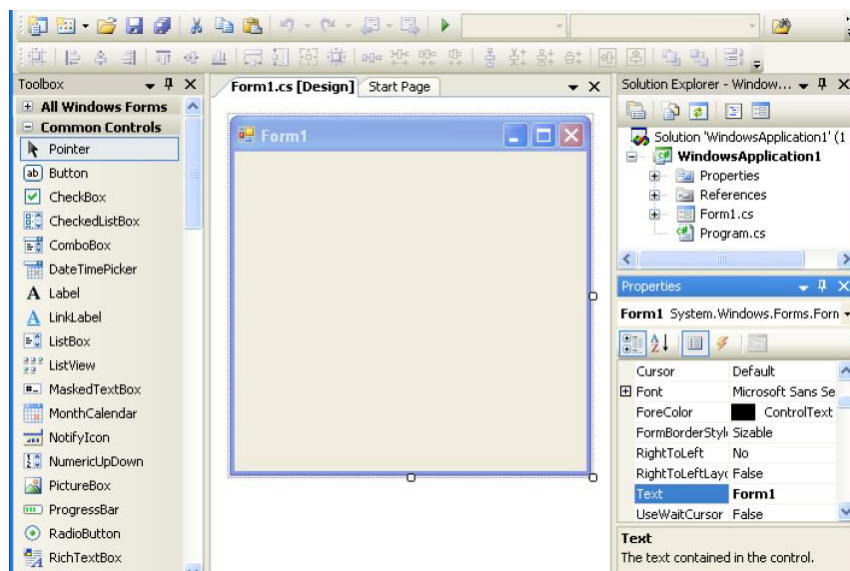 Toolbox
All Windows Forms
Common Controls
Pointer
Button
CheckBox
CheckedListBox
ComboBox
DateTimePicker
Label
LinkLabel
ListBox
ListView
MaskedTextBox
MonthCalendar
NotifyIcon
NumericUpDown
PictureBox
ProgressBar
RadioButton
RichTextBox
Form1.cs [Design] Start Page
Form1
Solution Explorer - Window...
Solution 'WindowsApplication1' (1
WindowsApplication1
Properties
References
Form1.cs
Program.cs
Properties
Form1 System.Windows.Forms.Forn
Cursor Default
Font Microsoft Sans Se
ForeColor ControlText
FormBorderStyl Sizable
RightToLeft No
RightToLeftLay False
Text Form1
UseWaitCursor False
Text
The text contained in the control.